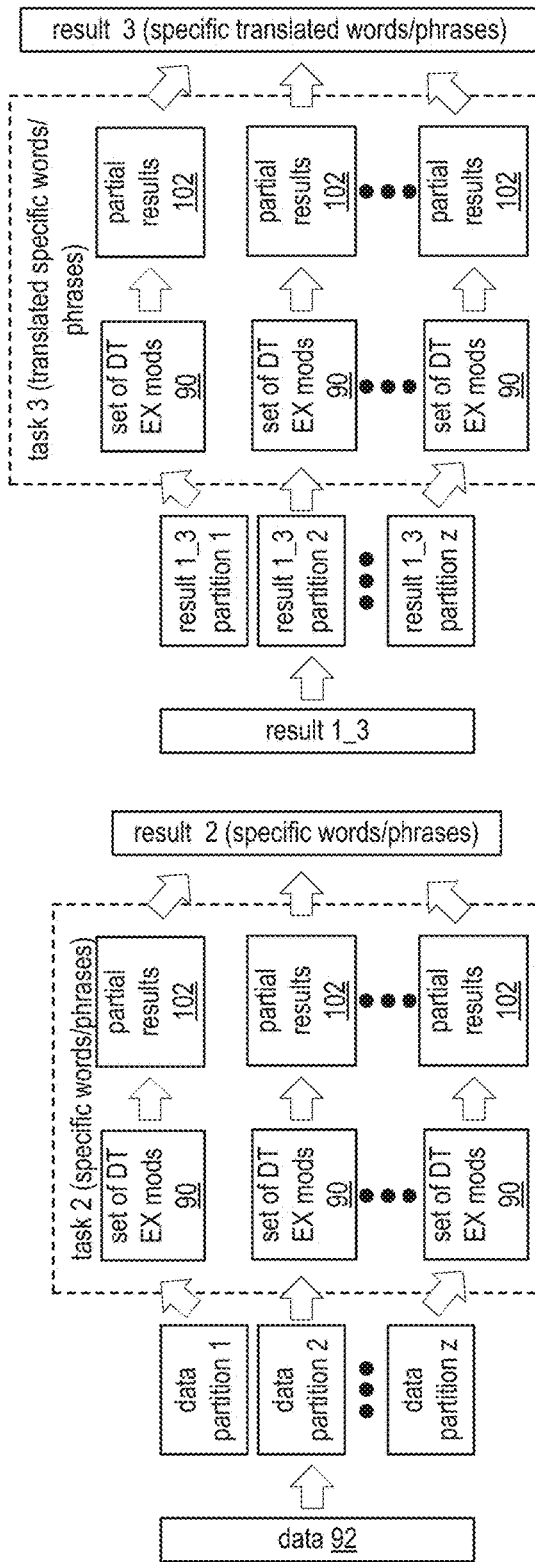 data 92
data
partition 1
data
partition 2
data
partition z
task 2 (specific words/phrases)
set of DT
EX mods
90
partial
results
102
set of DT
EX mods
90
partial
results
102
set of DT
EX mods
90
partial
results
102
result 2 (specific words/phrases)
result 1_3
result 1_3
partition 1
result 1_3
partition 2
result 1_3
partition z
task 3 (translated specific words/
phrases)
set of DT
EX mods
90
partial
results
102
set of DT
EX mods
90
partial
results
102
set of DT
EX mods
90
partial
results
102
result 3 (specific translated words/phrases)